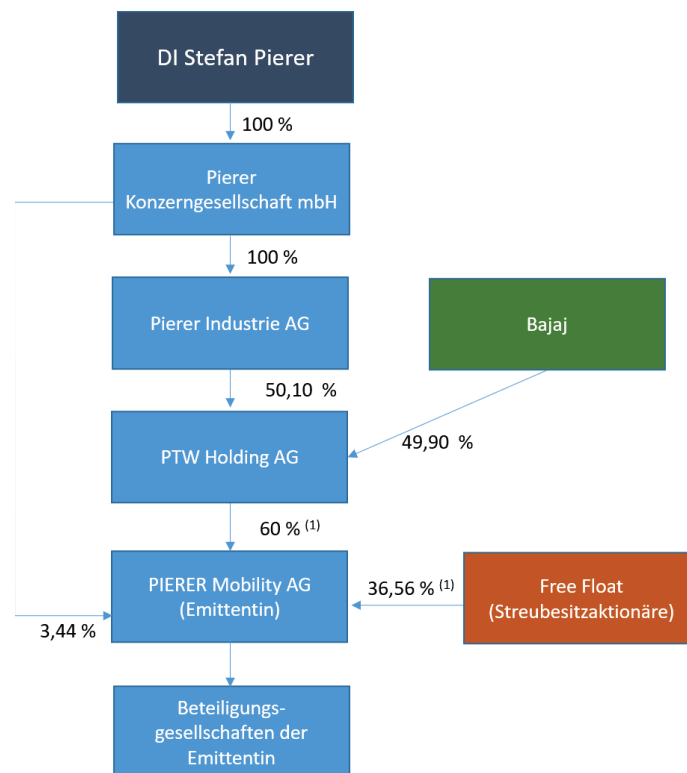 DI Stefan Pierer
100 %
Pierer
Konzerngesellschaft mbH
100 %
Pierer Industrie AG
Bajaj
50,10 %
49,90 %
PTW Holding AG
60 % (1)
PIERER Mobility AG
(Emittentin)
36,56 % (1)
Free Float
(Streubesitzaktionäre)
3,44 %
Beteiligungs-
gesellschaften der
Emittentin